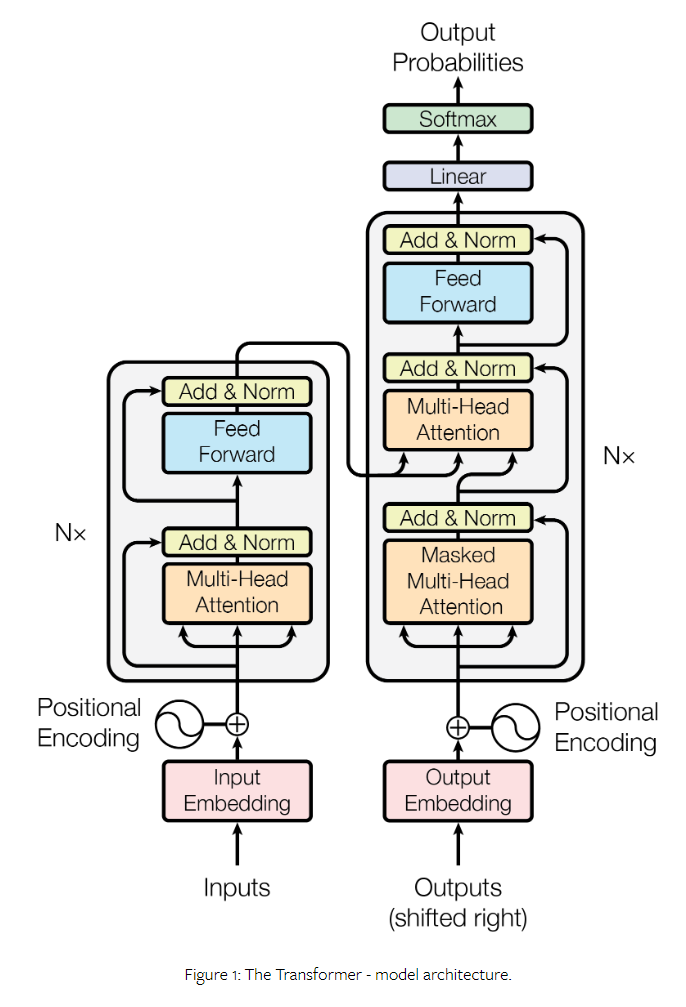 Output
Probabilities
Softmax
Linear
Add & Norm
Feed
Forward
Add & Norm
Multi-Head
Attention
Nx
Add & Norm
Masked
Multi-Head
Attention
Add & Norm
Feed
Forward
Nx
Add & Norm
Multi-Head
Attention
Positional
Encoding
Positional
Encoding
Input
Embedding
Output
Embedding
Inputs
Outputs
(shifted right)
Figure 1: The Transformer - model architecture.